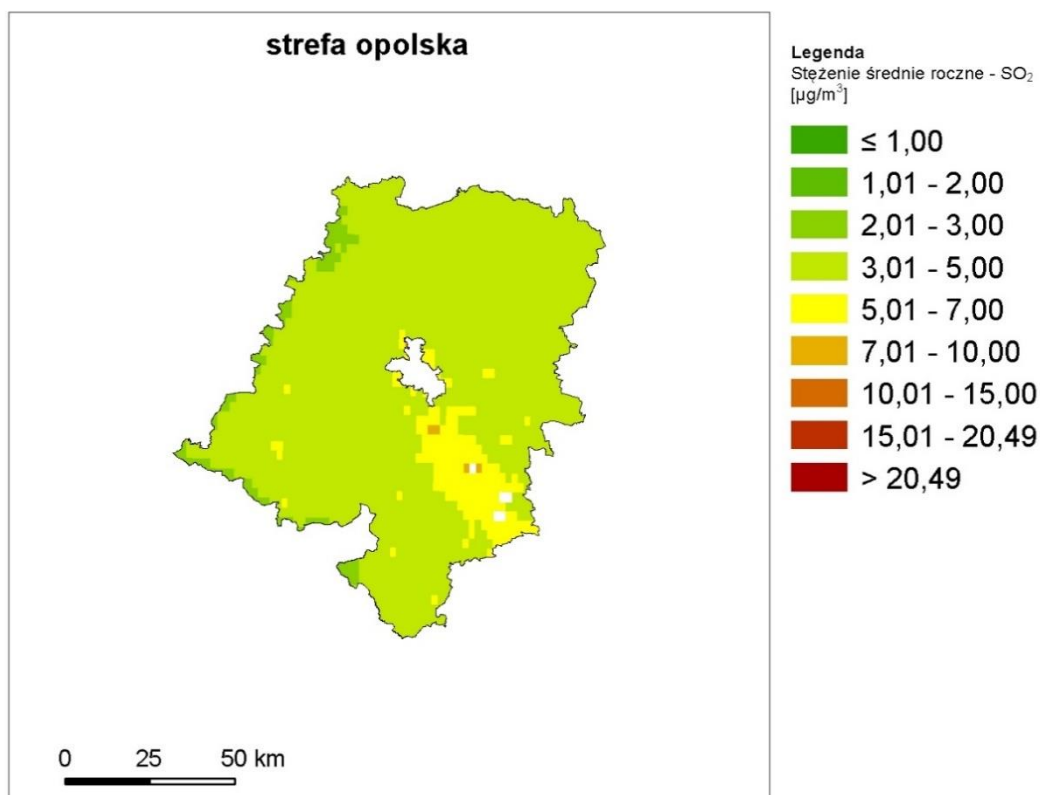 strefa opolska
Legenda
Stężenie średnie roczne - SO₂
[µg/m³]
≤ 1,00
1,01 - 2,00
2,01 - 3,00
3,01 - 5,00
5,01 - 7,00
7,01 - 10,00
10,01 - 15,00
15,01 - 20,49
> 20,49
0 25 50 km